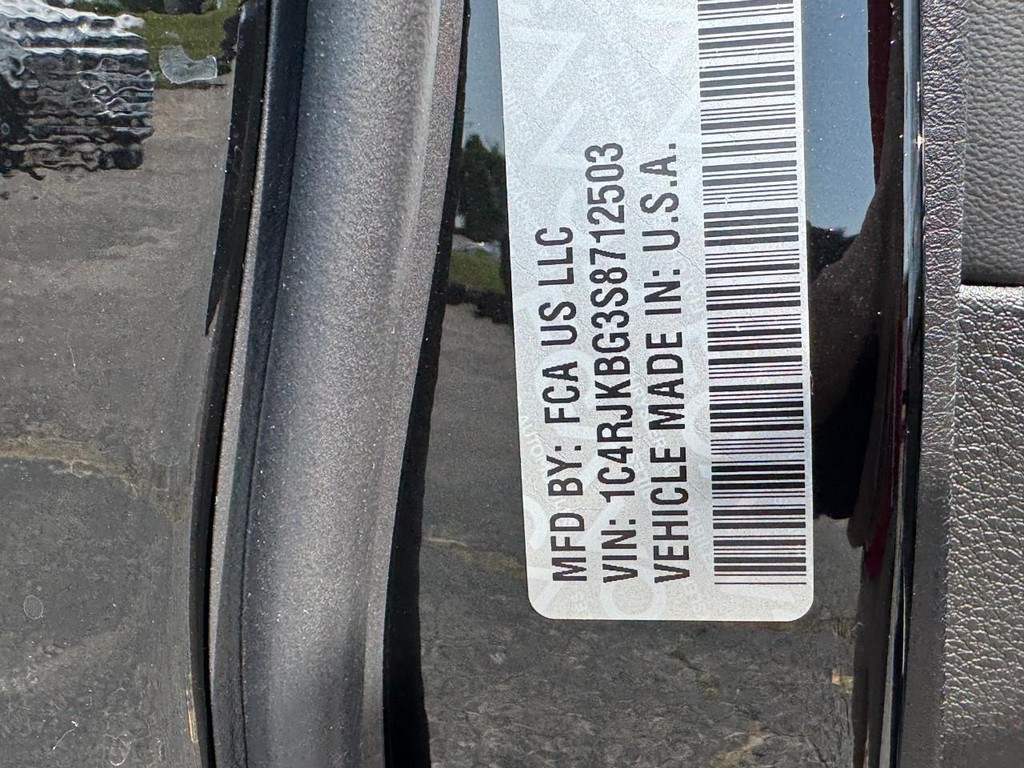 MFD BY: FCA US LLC
VIN: 1C4RJKBG3S8712503
VEHICLE MADE IN: U.S.A.